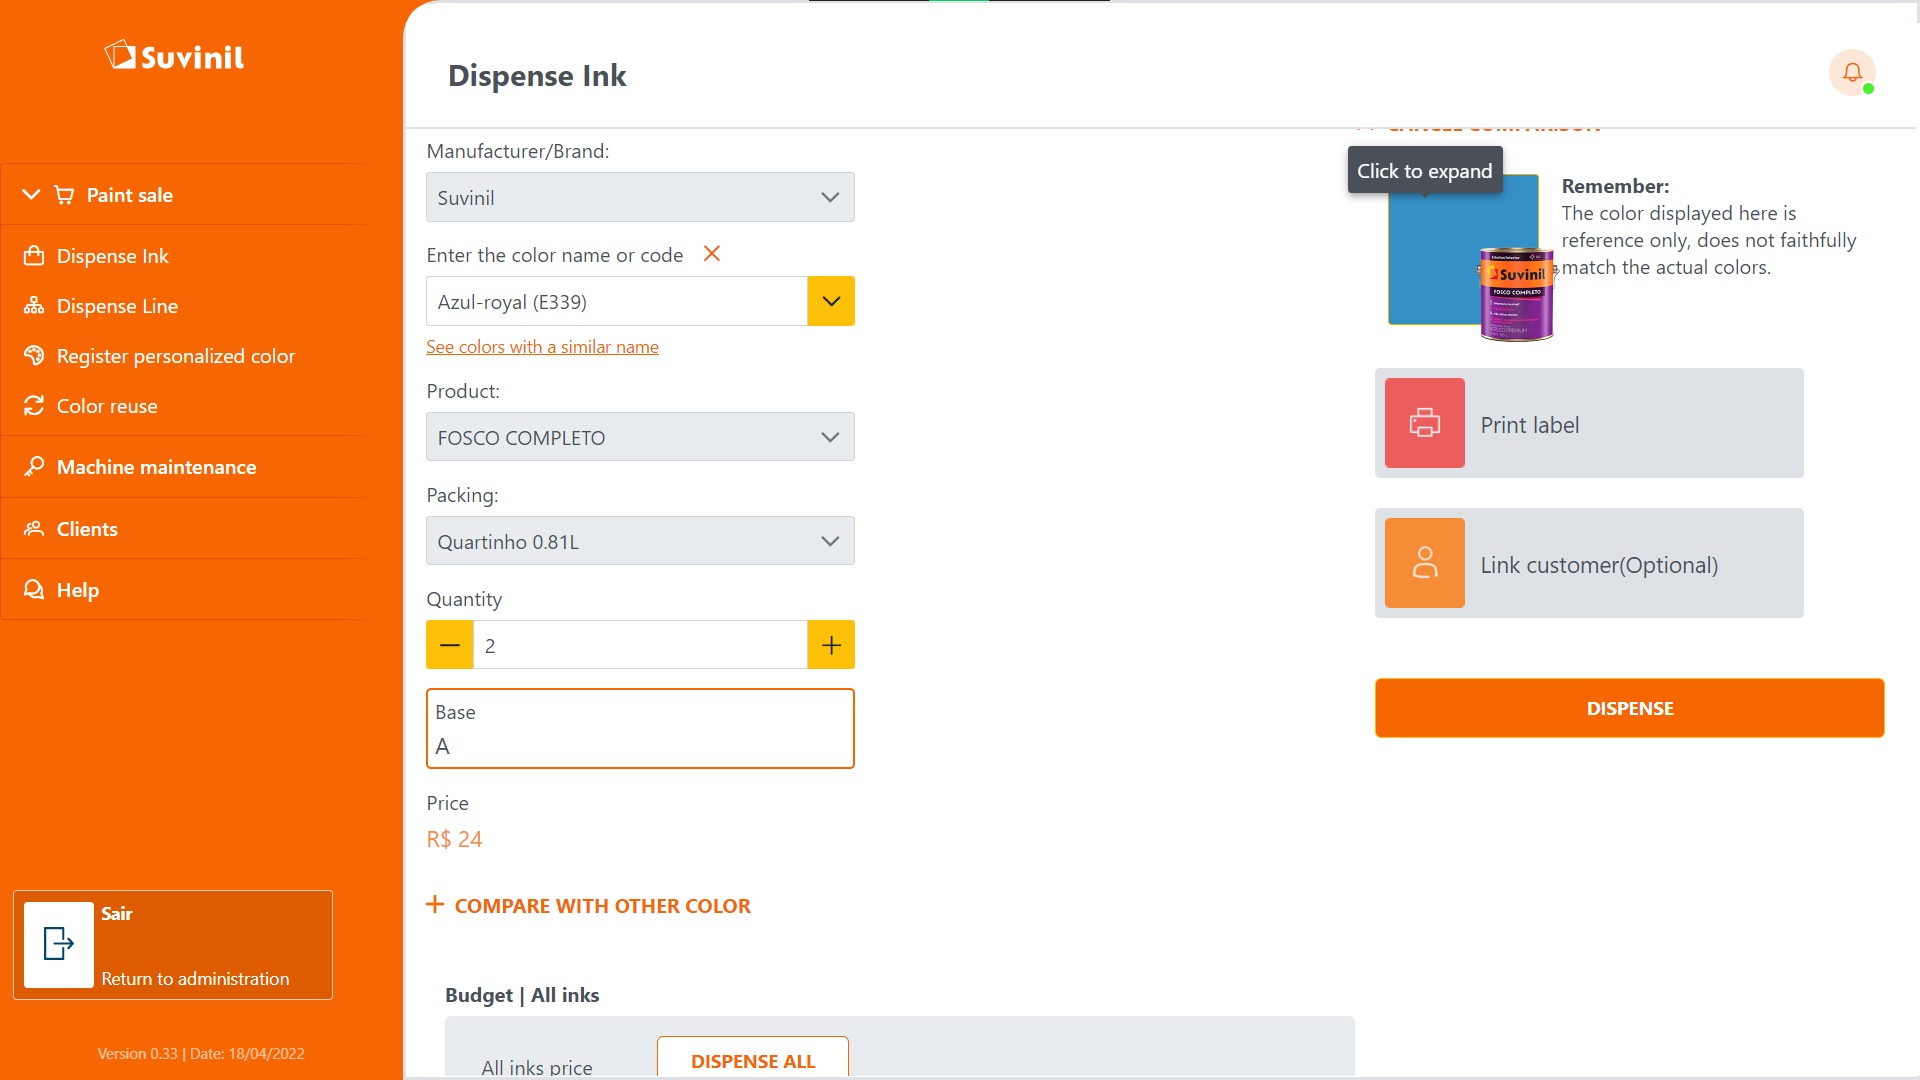 Suvinil
Paint sale
Dispense Ink
Dispense Line
Register personalized color
Color reuse
Machine maintenance
Clients
Help
Sair
Return to administration
Version 0.33 | Date: 18/04/2022
Dispense Ink
Manufacturer/Brand:
Suvinil
Enter the color name or code
Azul-royal (E339)
See colors with a similar name
Product:
FOSCO COMPLETO
Packing:
Quartinho 0.81L
Quantity
2
Base
A
Price
R$ 24
COMPARE WITH OTHER COLOR
Budget | All inks
All inks price
DISPENSE ALL
CANCEL COMPARISON
Click to expand
Remember:
The color displayed here is
reference only, does not faithfully
match the actual colors.
Suvinil
FOSCO COMPLETO
Print label
Link customer(Optional)
DISPENSE